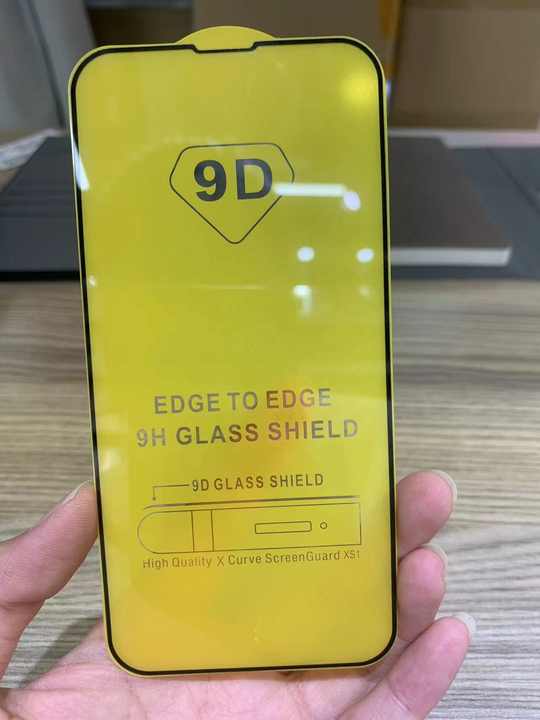 9D
EDGE TO EDGE
9H GLASS SHIELD
9D GLASS SHIELD
High Quality X Curve ScreenGuard XS1